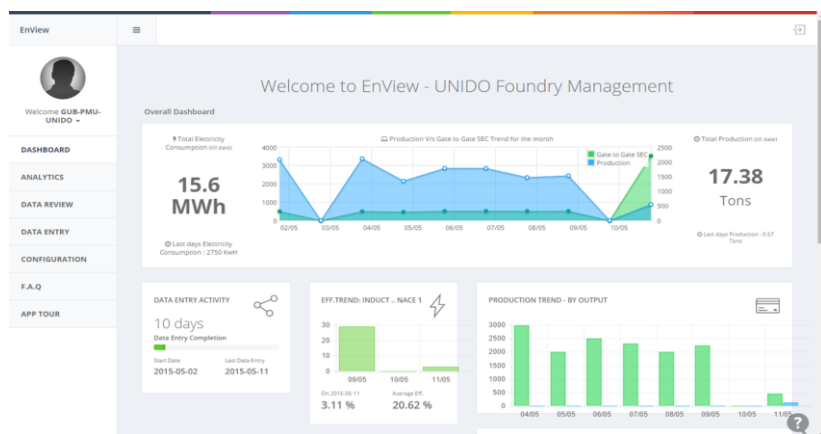 EnView
Welcome GUB-PMU-
UNIDO
DASHBOARD
ANALYTICS
DATA REVIEW
DATA ENTRY
CONFIGURATION
F.A.Q
APP TOUR
Welcome to EnView - UNIDO Foundry Management
Overall Dashboard
Total Electricity
Consumption (till date)
15.6
MWh
Last days Electricity
Consumption : 2750 KwH
Production V/s Gate to Gate SEC Trend for the month
Gate to Gate SEC
Production
4000
3000
2000
1000
0
2500
2000
1500
1000
500
0
02/05 03/05 04/05 05/05 06/05 07/05 08/05 09/05 10/05
Total Production (till date)
17.38
Tons
Last days Production : 0.57
Tons
DATA ENTRY ACTIVITY
10 days
Data Entry Completion
Start Date Last Data Entry
2015-05-02 2015-05-11
EFF.TREND: INDUCT .. NACE 1
30
20
10
0
09/05 10/05 11/05
On 2015-05-11 Average Eff.
3.11 % 20.62 %
PRODUCTION TREND - BY OUTPUT
3000
2500
2000
1500
1000
500
0
04/05 05/05 06/05 07/05 08/05 09/05 10/05 11/05
?